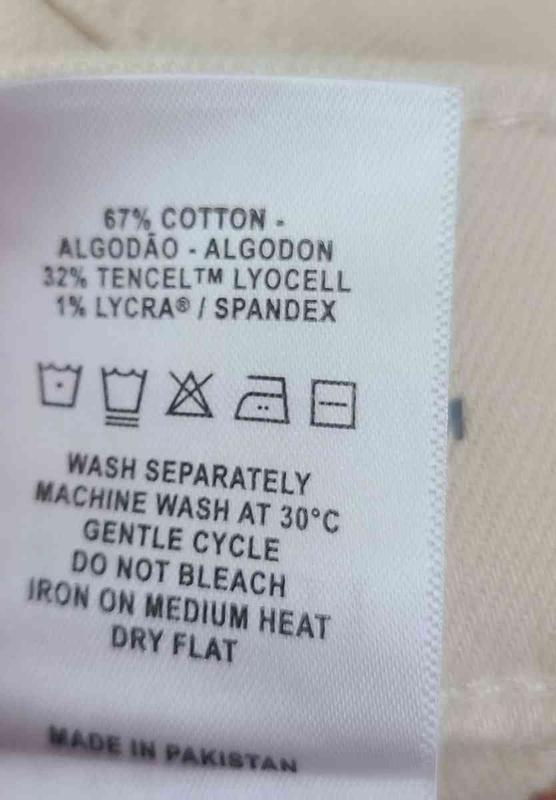 67% COTTON -
ALGODÃO - ALGODON
32% TENCEL™ LYOCELL
1% LYCRA® / SPANDEX
WASH SEPARATELY
MACHINE WASH AT 30°C
GENTLE CYCLE
DO NOT BLEACH
IRON ON MEDIUM HEAT
DRY FLAT
MADE IN PAKISTAN